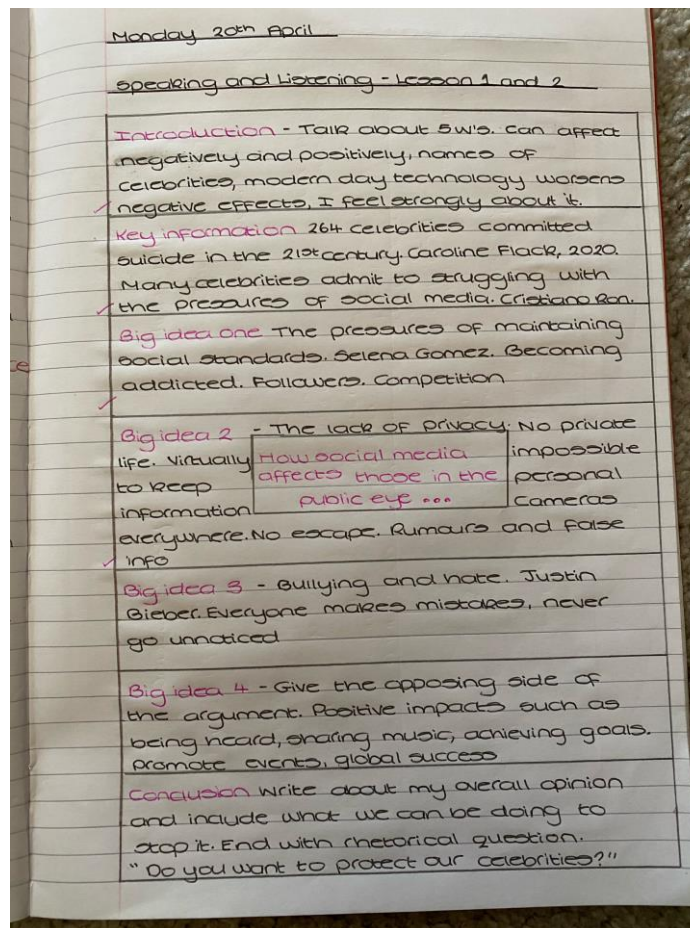 Monday 20th April
Speaking and Listening - Lesson 1 and 2
Introduction - Talk about 5W's. Can affect
negatively and positively, names of
celebrities, modern day technology worsens
negative effects, I feel strongly about it.
Key information 264 celebrities committed
suicide in the 21st century. Caroline Flack, 2020.
Many celebrities admit to struggling with
the pressures of social media. Cristiano Ron.
Big idea one The pressures of maintaining
social standards. Selena Gomez. Becoming
addicted. Followers. Competition
Big idea 2 - The lack of privacy. No private
life. Virtually impossible
to keep personal
information cameras
everywhere. No escape. Rumours and false
info
How social media
affects those in the
public eye ...
Big idea 3 - Bullying and hate. Justin
Bieber. Everyone makes mistakes, never
go unnoticed
Big idea 4 - Give the opposing side of
the argument. Positive impacts such as
being heard, sharing music, achieving goals.
promote events, global success
Conclusion Write about my overall opinion
and include what we can be doing to
stop it. End with rhetorical question.
"Do you want to protect our celebrities?"